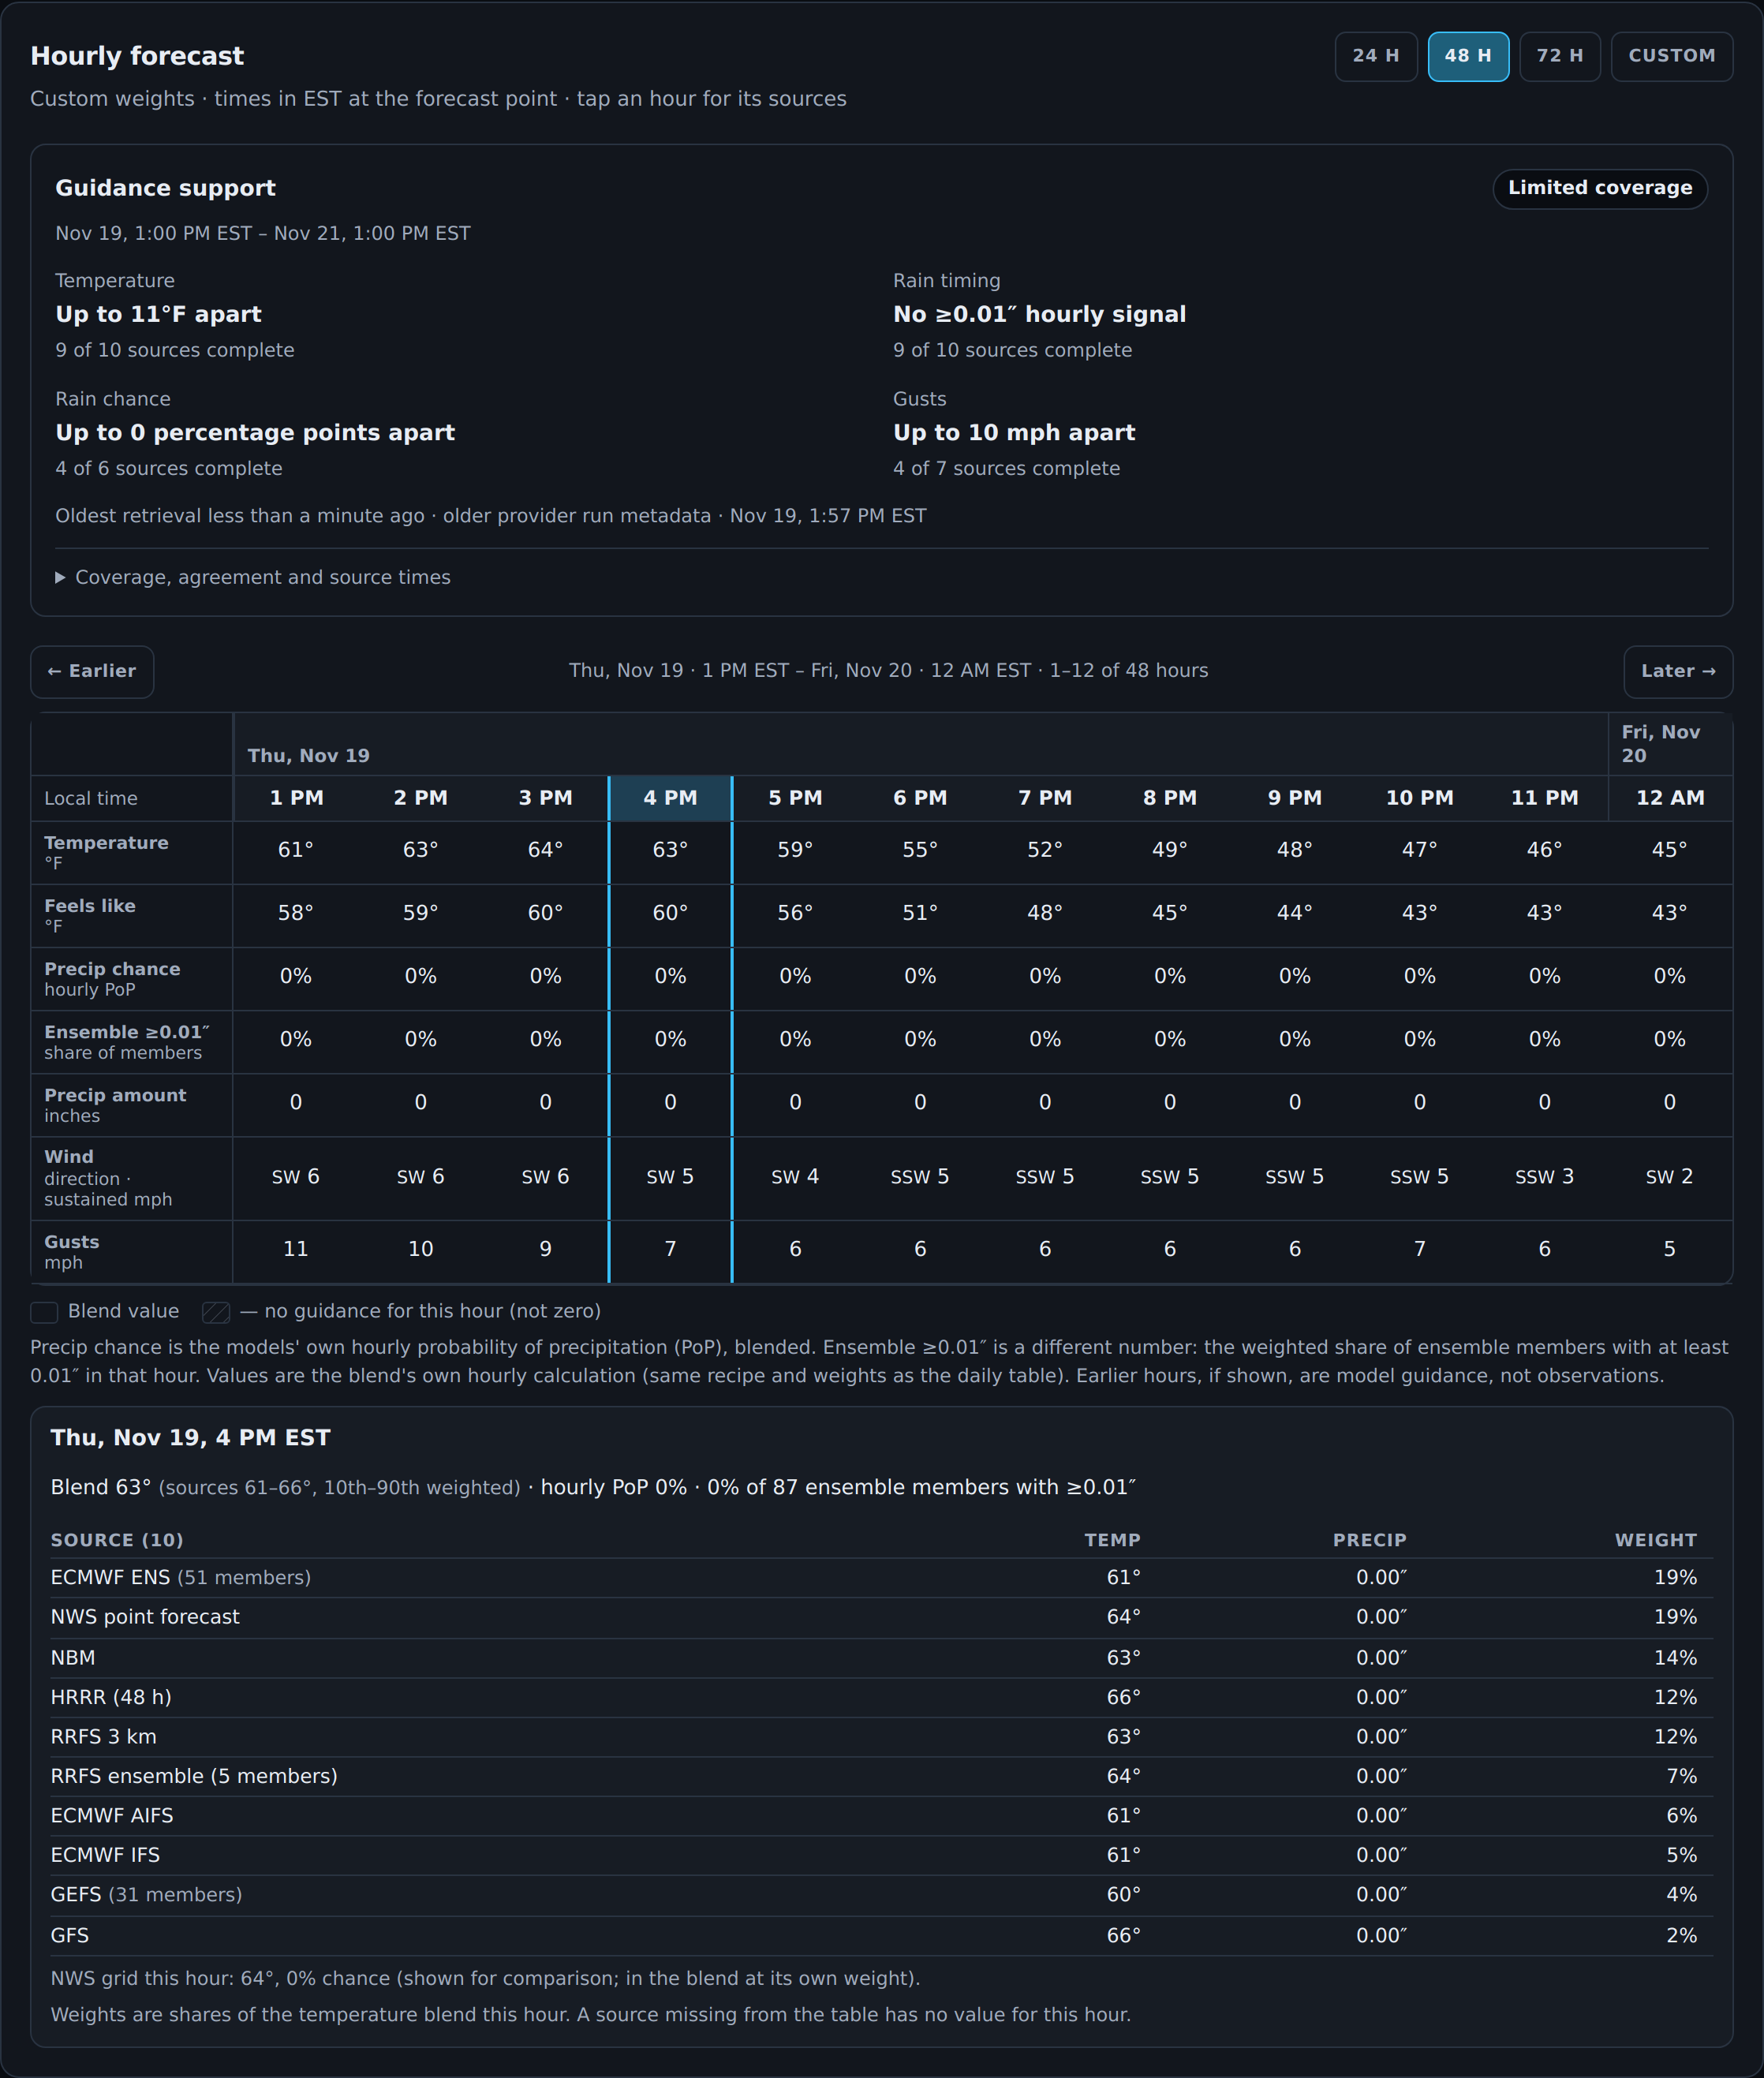 Hourly forecast
24 H 48 H 72 H CUSTOM
Custom weights · times in EST at the forecast point · tap an hour for its sources
Guidance support
Limited coverage
Nov 19, 1:00 PM EST – Nov 21, 1:00 PM EST
Temperature
Up to 11°F apart
9 of 10 sources complete
Rain timing
No ≥0.01″ hourly signal
9 of 10 sources complete
Rain chance
Up to 0 percentage points apart
4 of 6 sources complete
Gusts
Up to 10 mph apart
4 of 7 sources complete
Oldest retrieval less than a minute ago · older provider run metadata · Nov 19, 1:57 PM EST
▶ Coverage, agreement and source times
← Earlier
Thu, Nov 19 · 1 PM EST – Fri, Nov 20 · 12 AM EST · 1–12 of 48 hours
Later →
Thu, Nov 19
Fri, Nov
20
Local time 1 PM 2 PM 3 PM 4 PM 5 PM 6 PM 7 PM 8 PM 9 PM 10 PM 11 PM 12 AM
Temperature
°F
61° 63° 64° 63° 59° 55° 52° 49° 48° 47° 46° 45°
Feels like
°F
58° 59° 60° 60° 56° 51° 48° 45° 44° 43° 43° 43°
Precip chance
hourly PoP
0% 0% 0% 0% 0% 0% 0% 0% 0% 0% 0% 0%
Ensemble ≥0.01″
share of members
0% 0% 0% 0% 0% 0% 0% 0% 0% 0% 0% 0%
Precip amount
inches
0 0 0 0 0 0 0 0 0 0 0 0
Wind
direction ·
sustained mph
SW 6 SW 6 SW 6 SW 5 SW 4 SSW 5 SSW 5 SSW 5 SSW 5 SSW 5 SSW 3 SW 2
Gusts
mph
11 10 9 7 6 6 6 6 6 7 6 5
Blend value — no guidance for this hour (not zero)
Precip chance is the models' own hourly probability of precipitation (PoP), blended. Ensemble ≥0.01″ is a different number: the weighted share of ensemble members with at least
0.01″ in that hour. Values are the blend's own hourly calculation (same recipe and weights as the daily table). Earlier hours, if shown, are model guidance, not observations.
Thu, Nov 19, 4 PM EST
Blend 63° (sources 61–66°, 10th–90th weighted) · hourly PoP 0% · 0% of 87 ensemble members with ≥0.01″
SOURCE (10) TEMP PRECIP WEIGHT
ECMWF ENS (51 members) 61° 0.00″ 19%
NWS point forecast 64° 0.00″ 19%
NBM 63° 0.00″ 14%
HRRR (48 h) 66° 0.00″ 12%
RRFS 3 km 63° 0.00″ 12%
RRFS ensemble (5 members) 64° 0.00″ 7%
ECMWF AIFS 61° 0.00″ 6%
ECMWF IFS 61° 0.00″ 5%
GEFS (31 members) 60° 0.00″ 4%
GFS 66° 0.00″ 2%
NWS grid this hour: 64°, 0% chance (shown for comparison; in the blend at its own weight).
Weights are shares of the temperature blend this hour. A source missing from the table has no value for this hour.